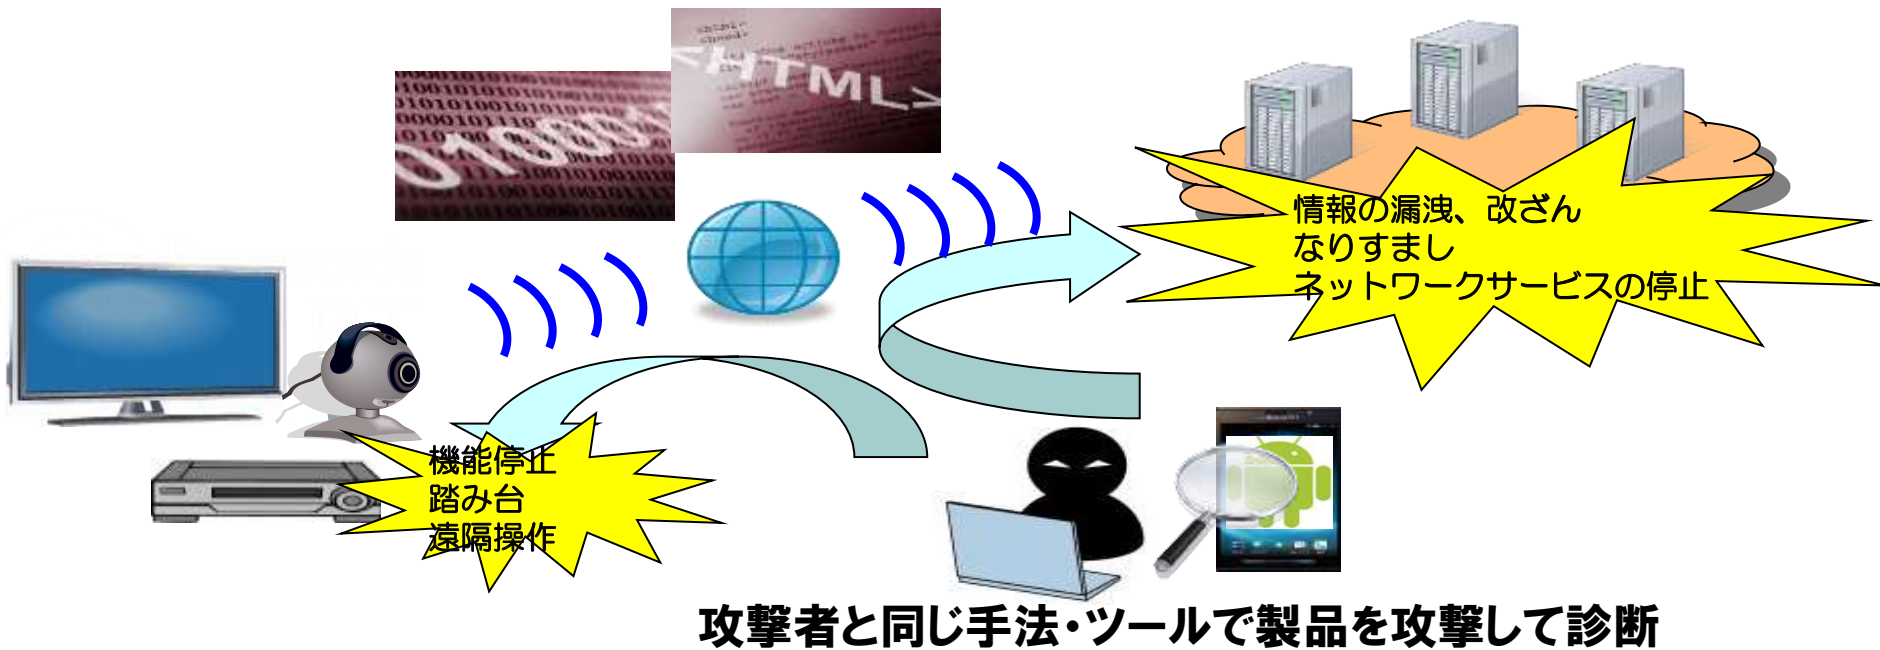 <HTML>
010001
情報の漏洩、改ざん
なりすまし
ネットワークサービスの停止
機能停止
踏み台
遠隔操作
攻撃者と同じ手法・ツールで製品を攻撃して診断